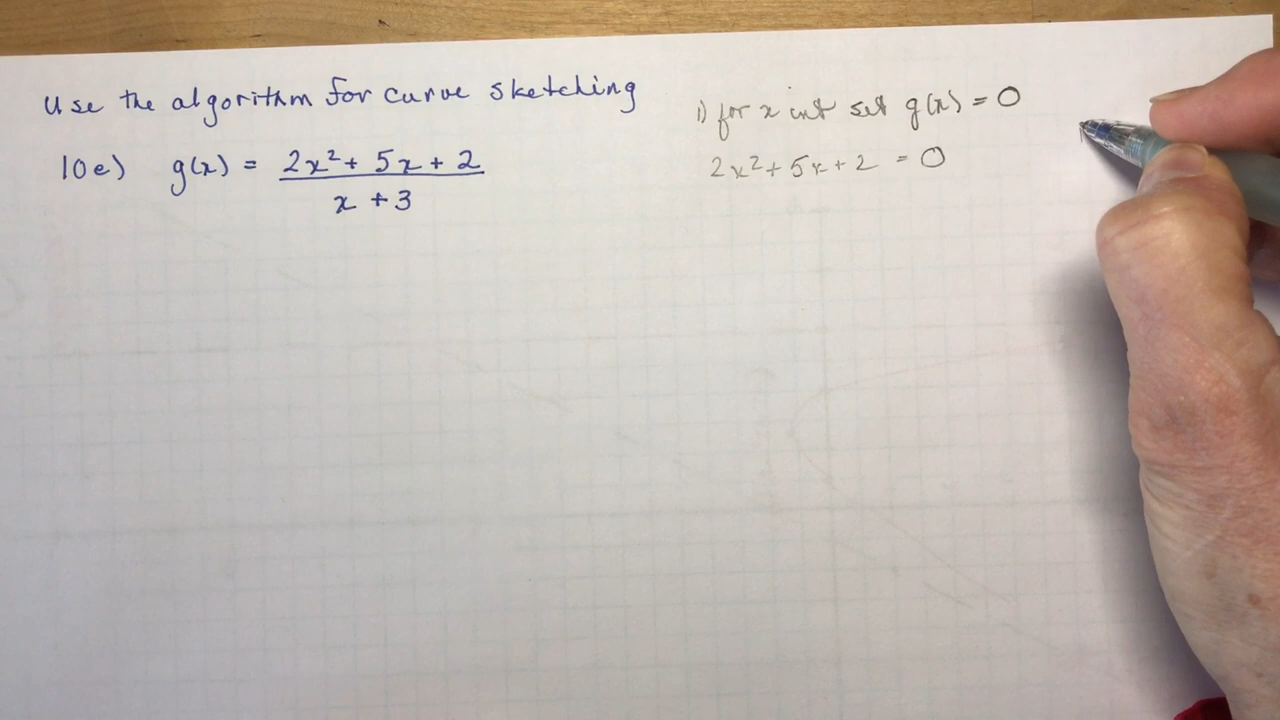 Use the algorithm for curve sketching
10e) g(x) = 2x² + 5x + 2
x + 3
1) for x int set g(x) = 0
2x² + 5x + 2 = 0